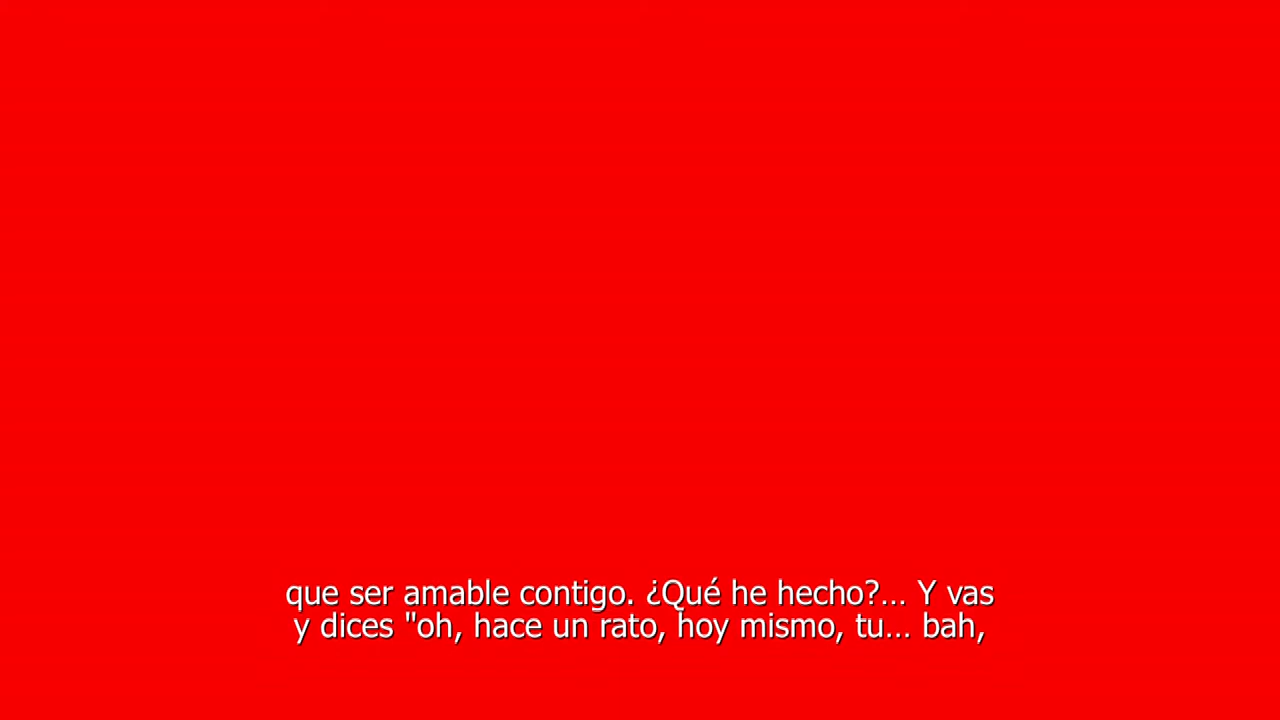 que ser amable contigo. ¿Qué he hecho?... Y vas
y dices "oh, hace un rato, hoy mismo, tu... bah,